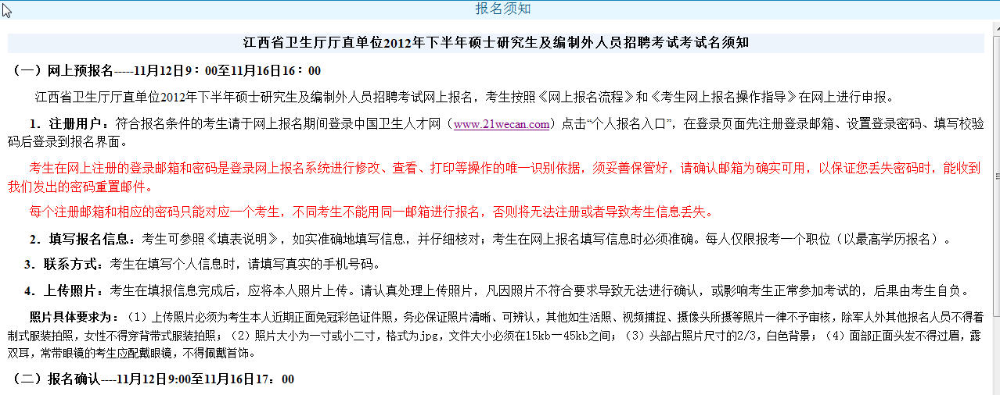 报名须知
江西省卫生厅厅直单位2012年下半年硕士研究生及编制外人员招聘考试考试名须知
（一）网上预报名-----11月12日9：00至11月16日16：00
江西省卫生厅厅直单位2012年下半年硕士研究生及编制外人员招聘考试网上报名，考生按照《网上报名流程》和《考生网上报名操作指导》在网上进行申报。
1．注册用户：符合报名条件的考生请于网上报名期间登录中国卫生人才网（www.21wecan.com）点击“个人报名入口”，在登录页面先注册登录邮箱、设置登录密码、填写校验
码后登录到报名界面。
考生在网上注册的登录邮箱和密码是登录网上报名系统进行修改、查看、打印等操作的唯一识别依据，须妥善保管好，请确认邮箱为确实可用，以保证您丢失密码时，能收到
我们发出的密码重置邮件。
每个注册邮箱和相应的密码只能对应一个考生，不同考生不能用同一邮箱进行报名，否则将无法注册或者导致考生信息丢失。
2．填写报名信息：考生可参照《填表说明》，如实准确地填写信息，并仔细核对；考生在网上报名填写信息时必须准确。每人仅限报考一个职位（以最高学历报名）。
3．联系方式：考生在填写个人信息时，请填写真实的手机号码。
4．上传照片：考生在填报信息完成后，应将本人照片上传。请认真处理上传照片，凡因照片不符合要求导致无法进行确认，或影响考生正常参加考试的，后果由考生自负。
照片具体要求为：（1）上传照片必须为考生本人近期正面免冠彩色证件照，务必保证照片清晰、可辨认，其他如生活照、视频捕捉、摄像头所摄等照片一律不予审核，除军人外其他报名人员不得着
制式服装拍照，女性不得穿背带式服装拍照；（2）照片大小为一寸或小二寸，格式为jpg，文件大小必须在15kb一45kb之间；（3）头部占照片尺寸的2/3，白色背景；（4）面部正面头发不得过眉，露
双耳，常带眼镜的考生应配戴眼镜，不得佩戴首饰。
（二）报名确认----11月12日9:00至11月16日17：00